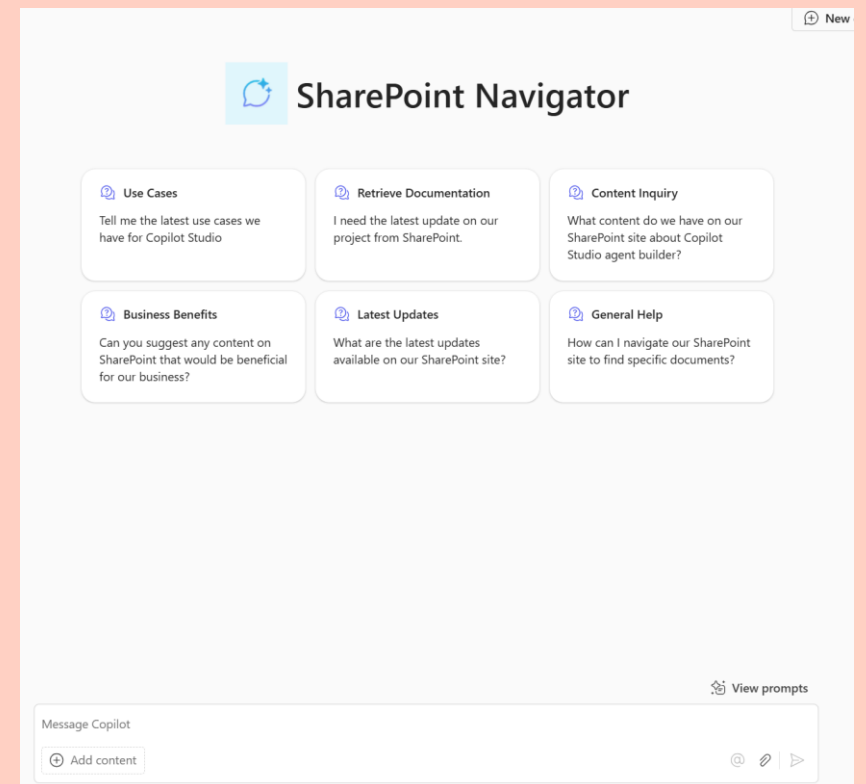 New
SharePoint Navigator
Use Cases
Tell me the latest use cases we
have for Copilot Studio
Retrieve Documentation
I need the latest update on our
project from SharePoint.
Content Inquiry
What content do we have on our
SharePoint site about Copilot
Studio agent builder?
Business Benefits
Can you suggest any content on
SharePoint that would be beneficial
for our business?
Latest Updates
What are the latest updates
available on our SharePoint site?
General Help
How can I navigate our SharePoint
site to find specific documents?
View prompts
Message Copilot
Add content